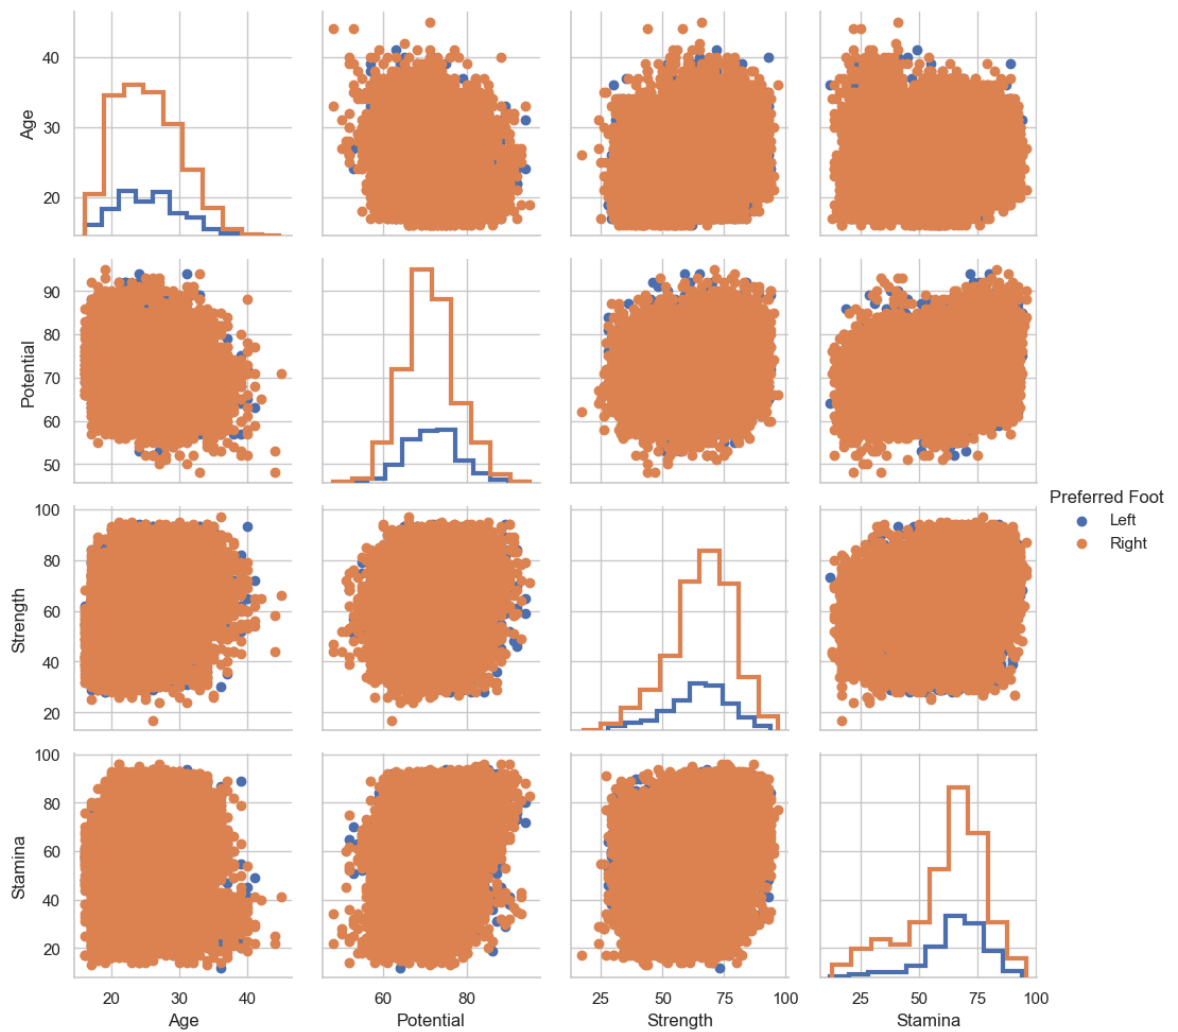 40
30
20
Age
90
80
70
60
50
Potential
100
80
60
40
20
Strength
Preferred Foot
Left
Right
100
80
60
40
20
Stamina
20 30 40
60 80
25 50 75 100
25 50 75 100
Age Potential Strength Stamina